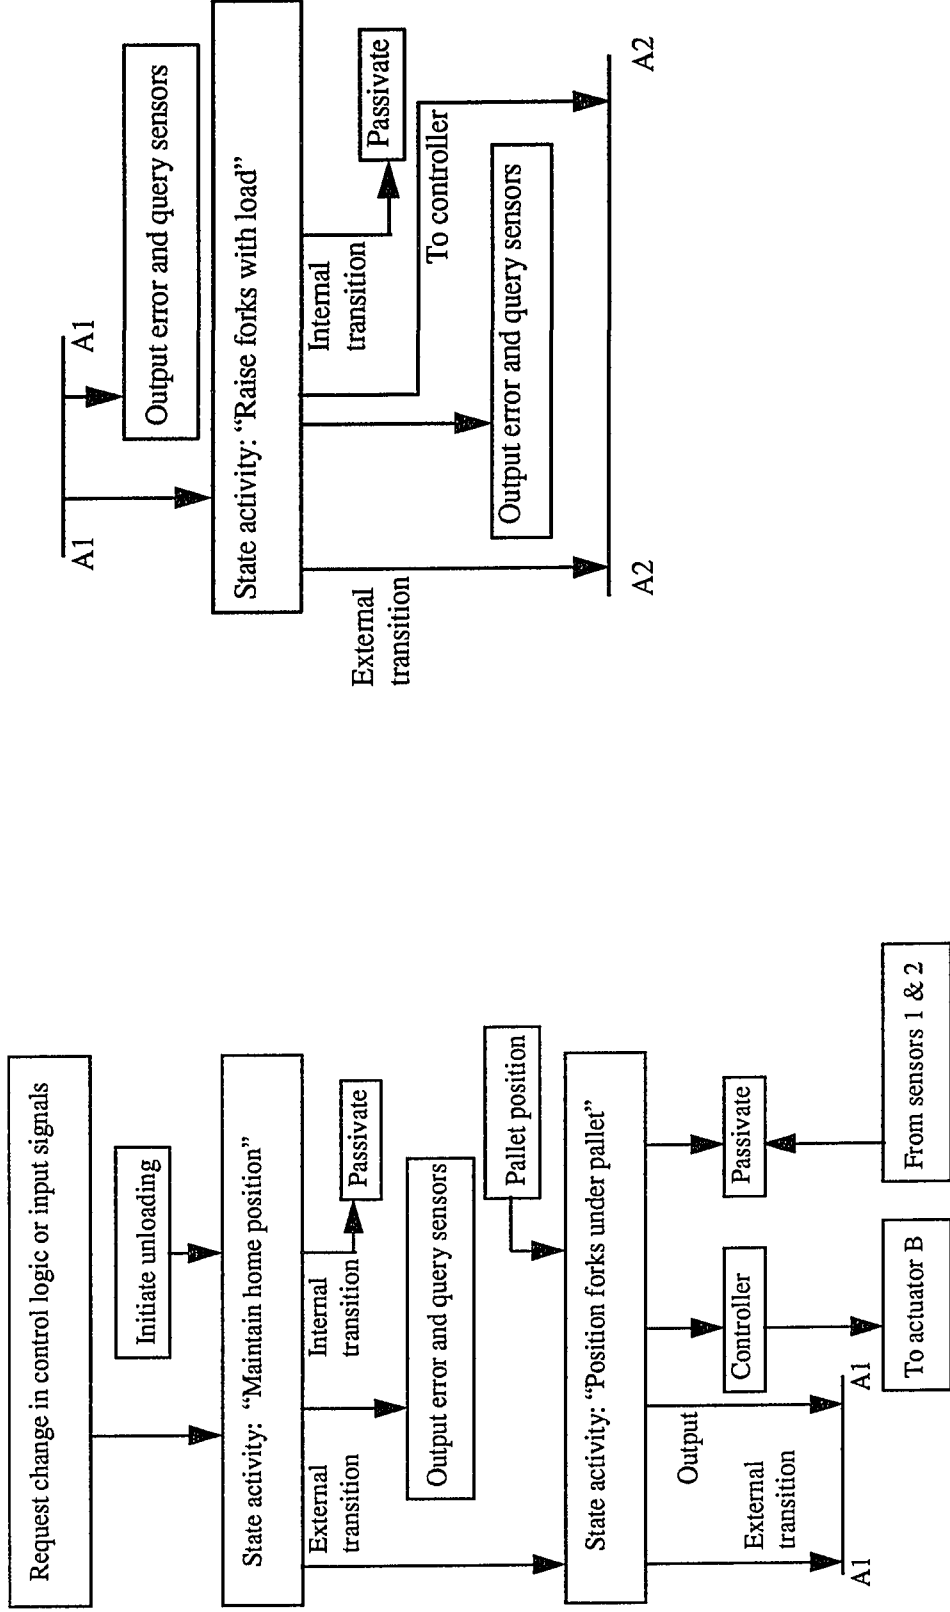 Request change in control logic or input signals
Initiate unloading
State activity: “Maintain home position”
External
transition
Internal
transition
Passivate
Output error and query sensors
Pallet position
State activity: “Position forks under pallet”
Output
External
transition
Controller
Passivate
A1
A1
To actuator B
From sensors 1 & 2
A1
A1
Output error and query sensors
State activity: “Raise forks with load”
External
transition
Internal
transition
Passivate
To controller
Output error and query sensors
A2
A2